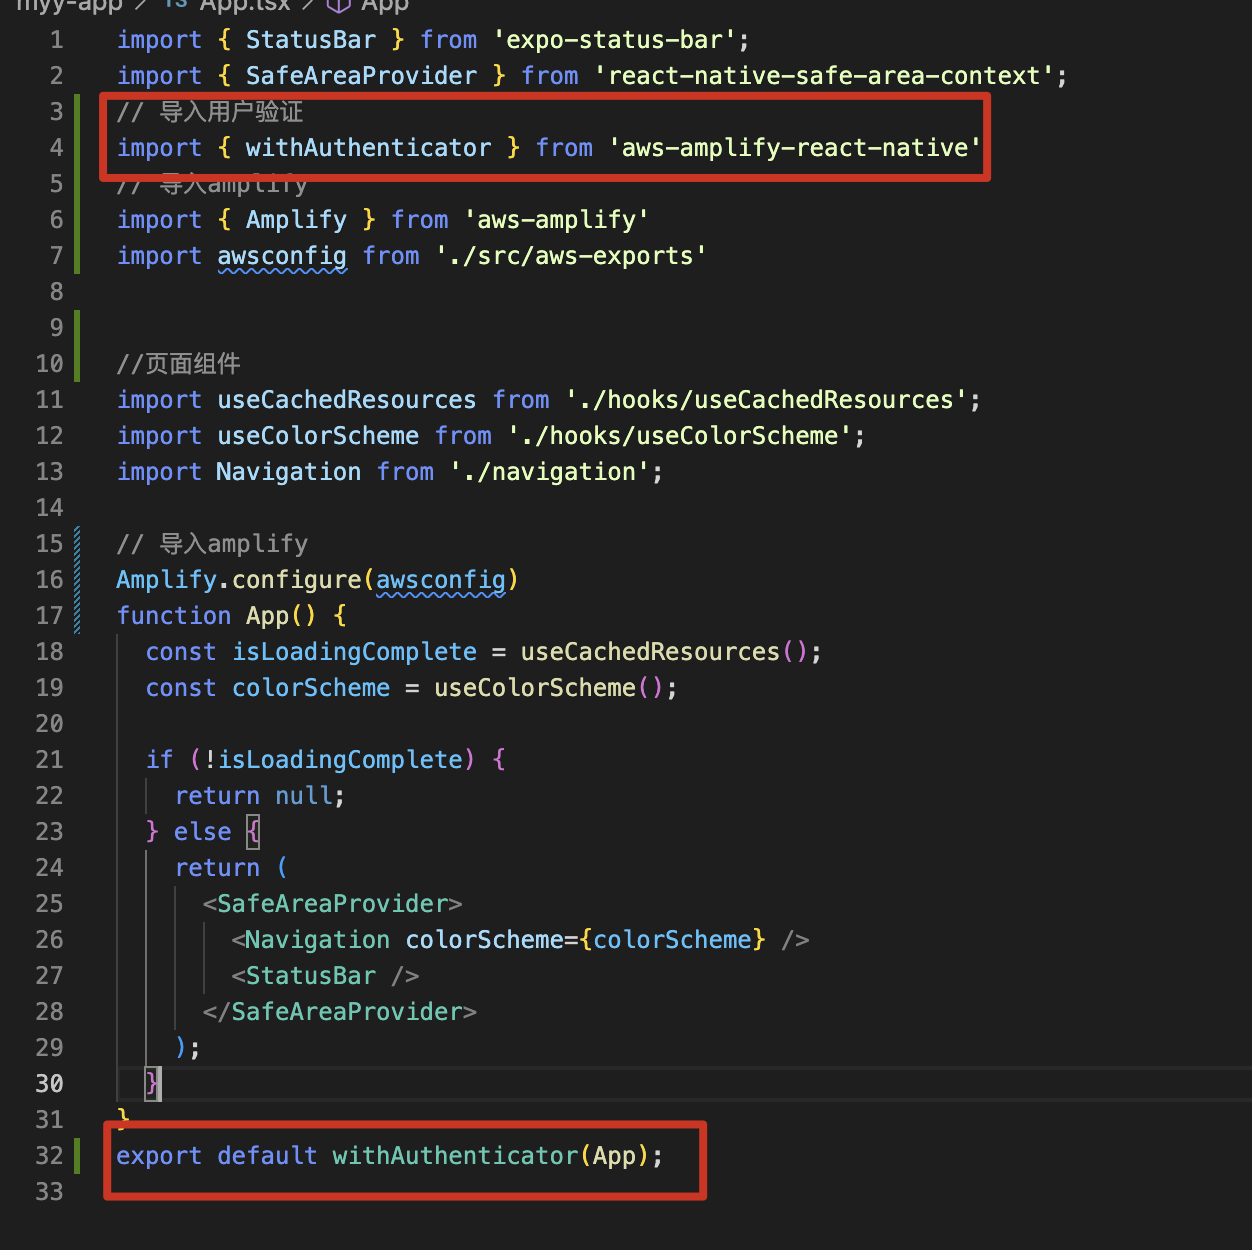 myy-app > TS App.tsx > App
1 import { StatusBar } from 'expo-status-bar';
2 import { SafeAreaProvider } from 'react-native-safe-area-context';
3 // 导入用户验证
4 import { withAuthenticator } from 'aws-amplify-react-native'
5 // 导入amplify
6 import { Amplify } from 'aws-amplify'
7 import awsconfig from './src/aws-exports'
8
9
10 //页面组件
11 import useCachedResources from './hooks/useCachedResources';
12 import useColorScheme from './hooks/useColorScheme';
13 import Navigation from './navigation';
14
15 // 导入amplify
16 Amplify.configure(awsconfig)
17 function App() {
18   const isLoadingComplete = useCachedResources();
19   const colorScheme = useColorScheme();
20
21   if (!isLoadingComplete) {
22     return null;
23   } else {
24     return (
25       <SafeAreaProvider>
26         <Navigation colorScheme={colorScheme} />
27         <StatusBar />
28       </SafeAreaProvider>
29     );
30   }
31 }
32 export default withAuthenticator(App);
33